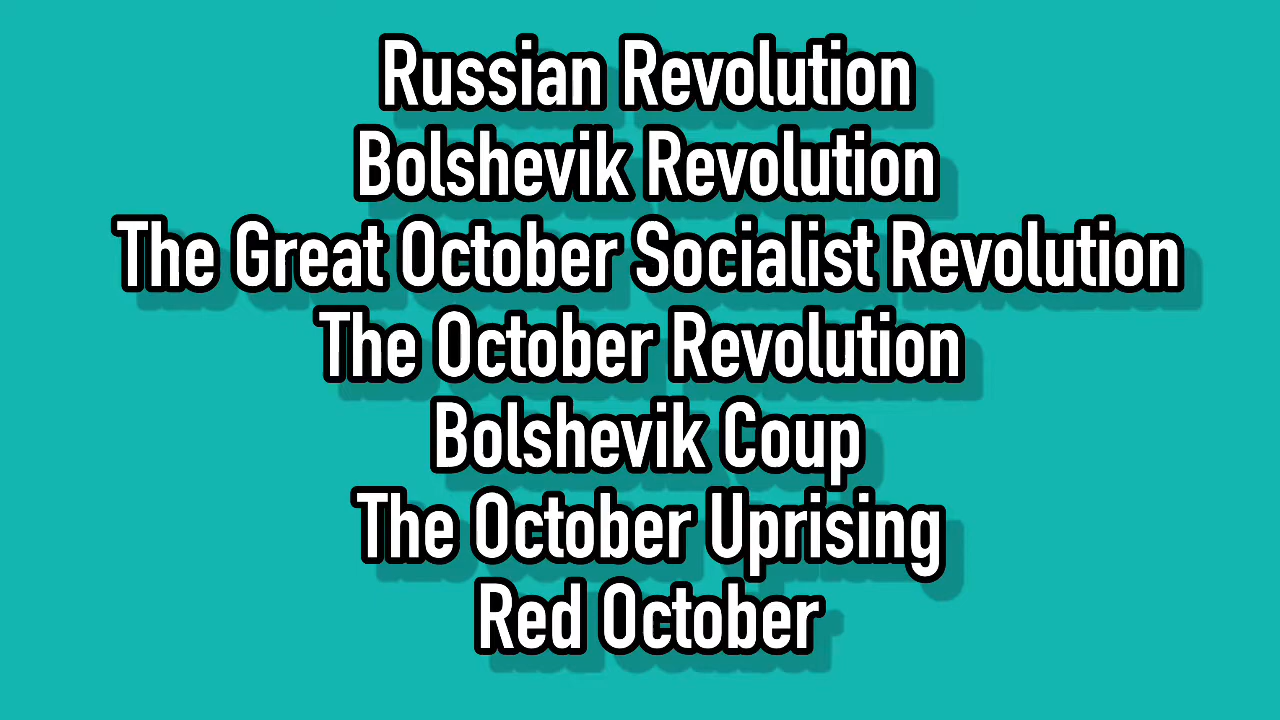 Russian Revolution
Bolshevik Revolution
The Great October Socialist Revolution
The October Revolution
Bolshevik Coup
The October Uprising
Red October